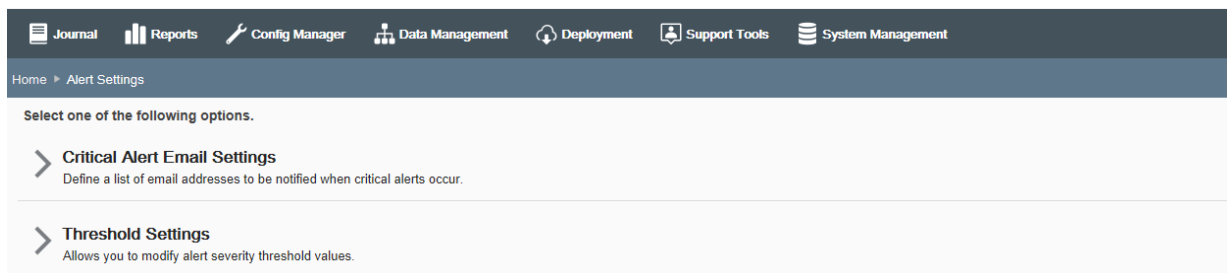 Journal Reports Config Manager Data Management Deployment Support Tools System Management
Home Alert Settings
Select one of the following options.
Critical Alert Email Settings
Define a list of email addresses to be notified when critical alerts occur.
Threshold Settings
Allows you to modify alert severity threshold values.